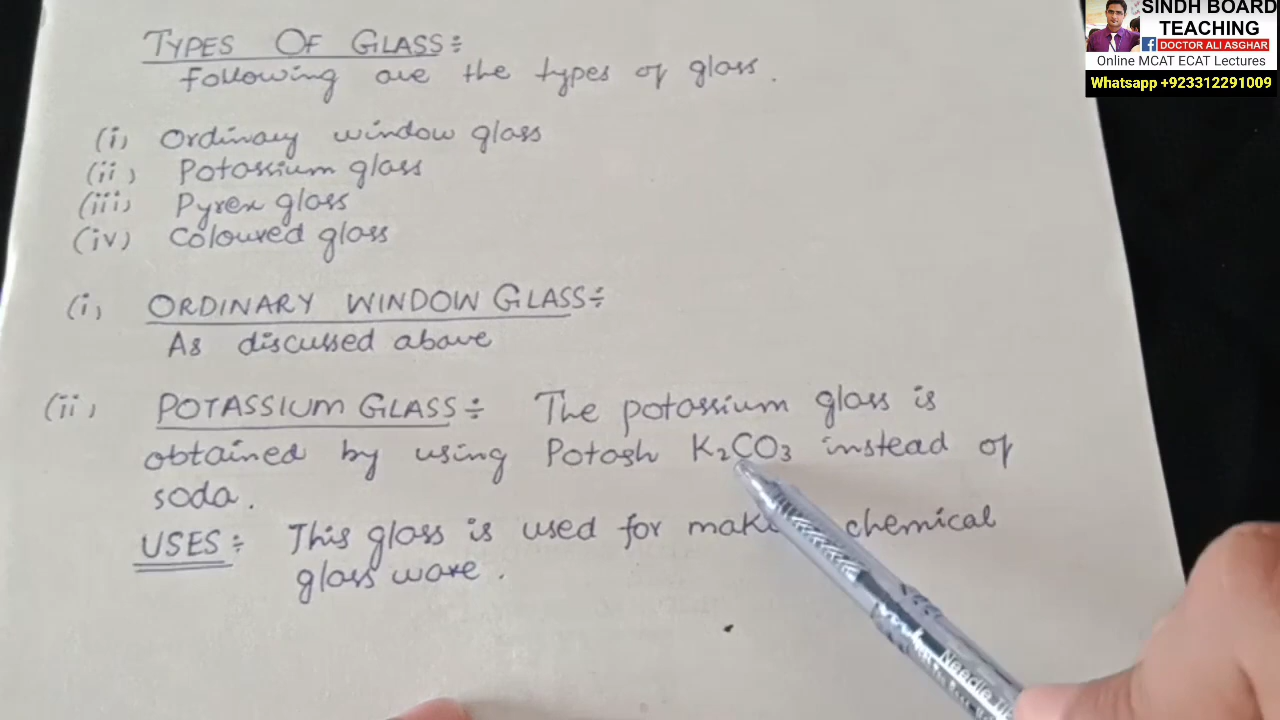 TYPES OF GLASS:
Following are the types of glass.
(i) Ordinary window glass
(ii) Potassium glass
(iii) Pyrex glass
(iv) Coloured glass
(i) ORDINARY WINDOW GLASS:
As discussed above
(ii) POTASSIUM GLASS: The potassium glass is
obtained by using Potash K₂CO₃ instead of
soda.
USES: This glass is used for chemical
glass ware.
SINDH BOARD
TEACHING
DOCTOR ALI ASGHAR
Online MCAT ECAT Lectures
Whatsapp +923312291009
Needle